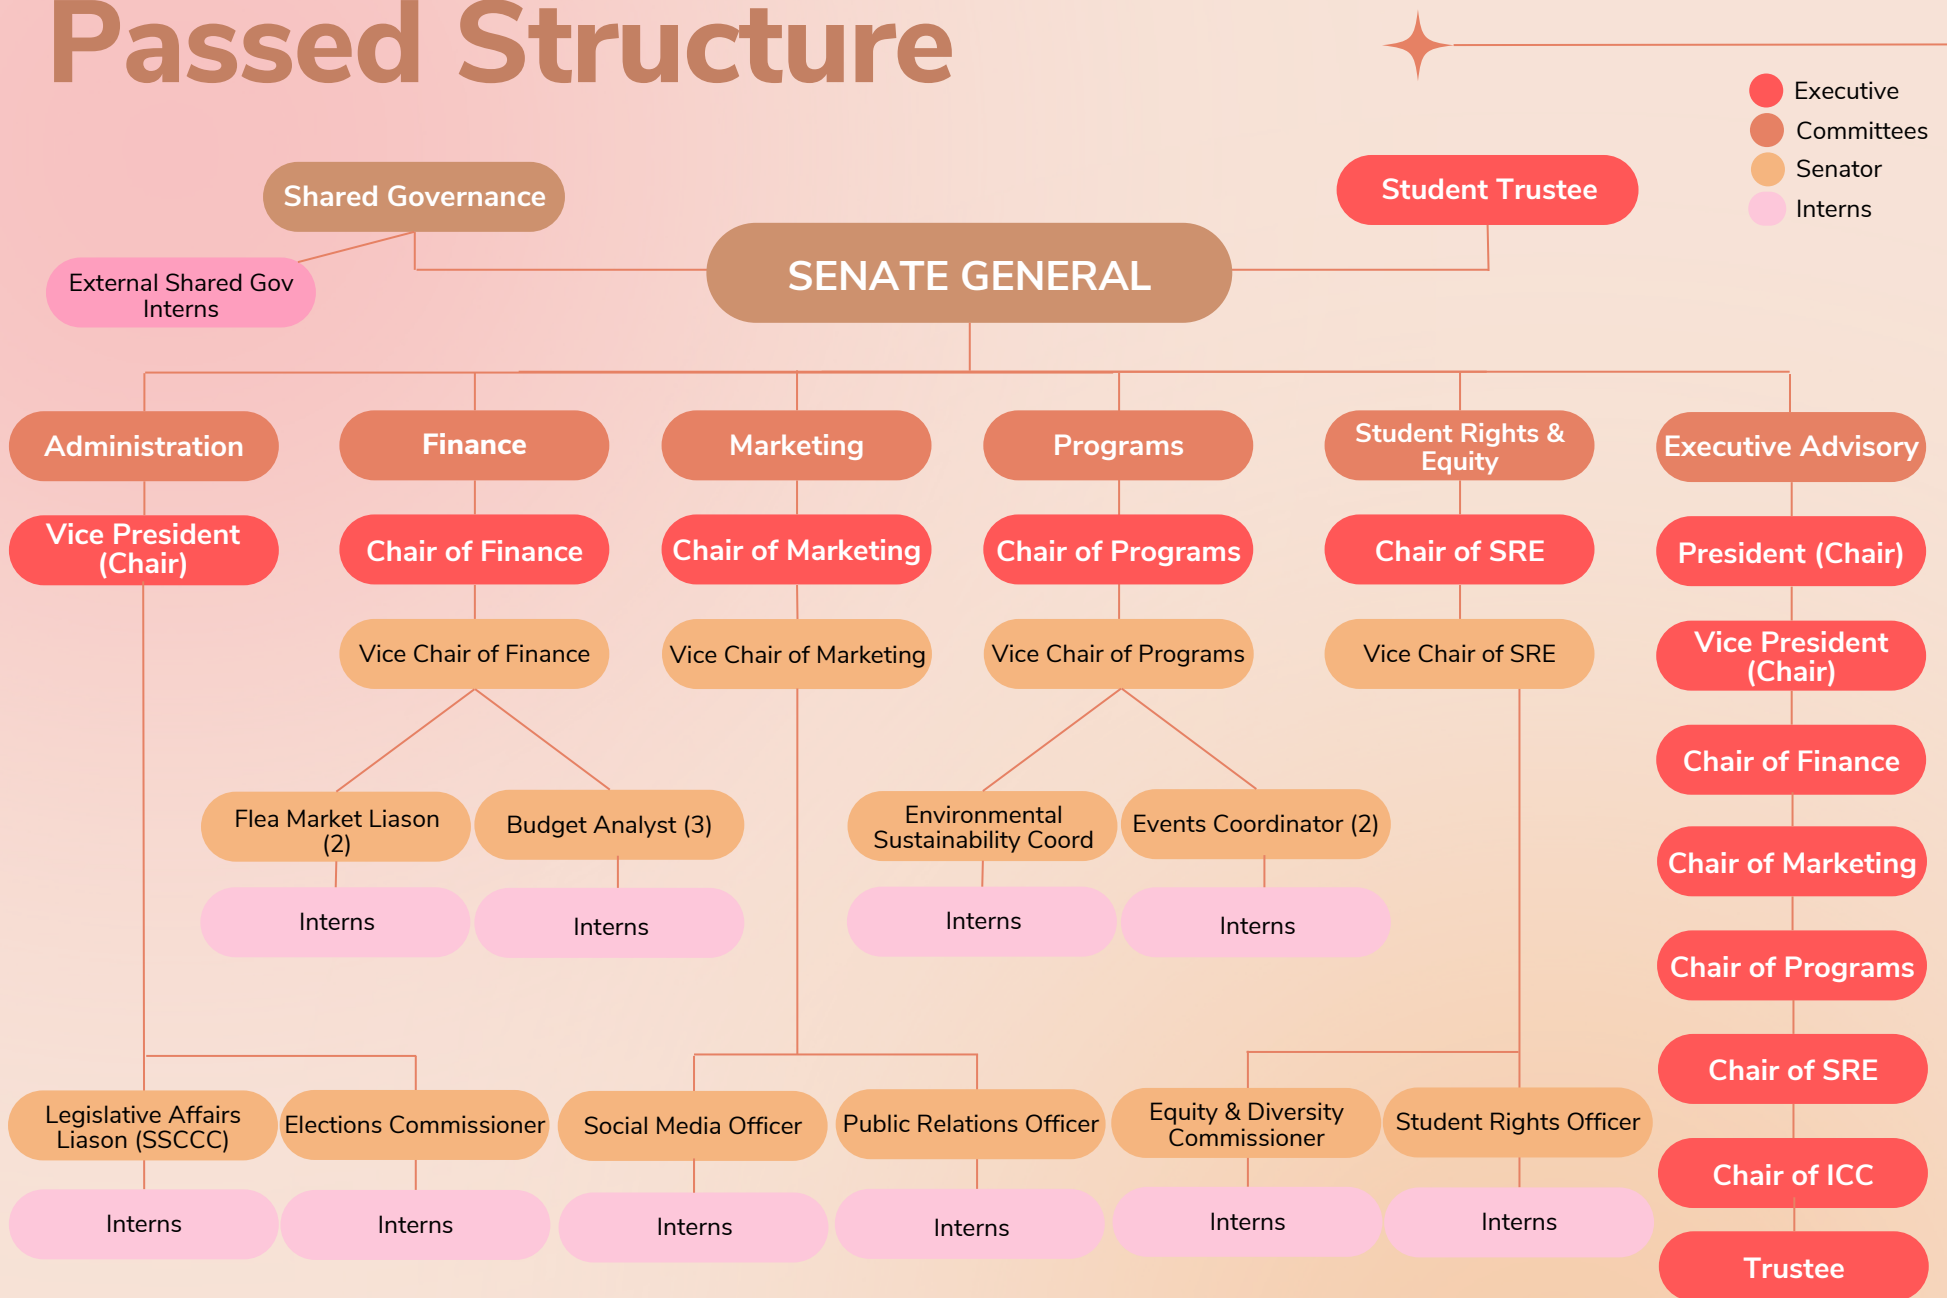 Passed Structure
Executive
Committees
Senator
Interns
Shared Governance
Student Trustee
External Shared Gov
Interns
SENATE GENERAL
Administration
Finance
Marketing
Programs
Student Rights &
Equity
Executive Advisory
Vice President
(Chair)
Chair of Finance
Chair of Marketing
Chair of Programs
Chair of SRE
President (Chair)
Vice Chair of Finance
Vice Chair of Marketing
Vice Chair of Programs
Vice Chair of SRE
Vice President
(Chair)
Chair of Finance
Flea Market Liason
(2)
Budget Analyst (3)
Environmental
Sustainability Coord
Events Coordinator (2)
Chair of Marketing
Interns
Interns
Interns
Interns
Chair of Programs
Chair of SRE
Legislative Affairs
Liason (SSCCC)
Elections Commissioner
Social Media Officer
Public Relations Officer
Equity & Diversity
Commissioner
Student Rights Officer
Chair of ICC
Interns
Interns
Interns
Interns
Interns
Interns
Trustee